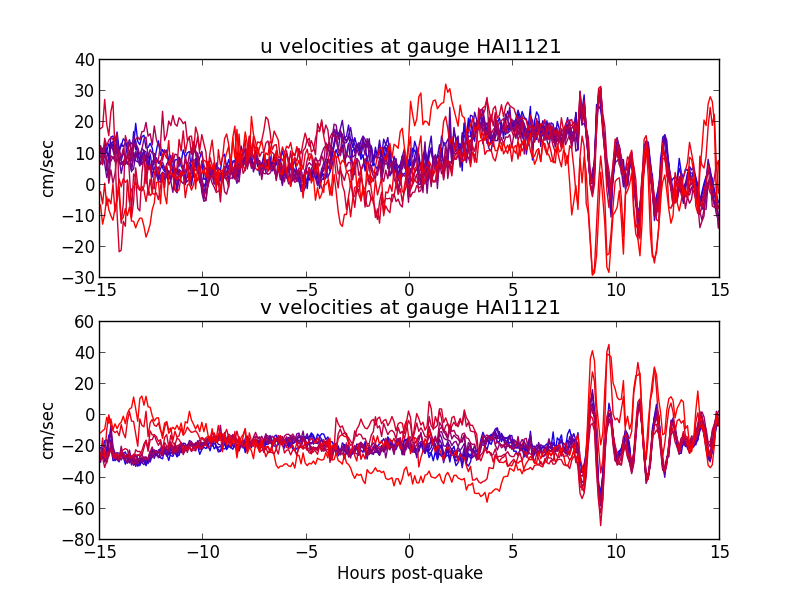 u velocities at gauge HAI1121
40
30
20
10
0
−10
−20
−30
cm/sec
−15 −10 −5 0 5 10 15
v velocities at gauge HAI1121
60
40
20
0
−20
−40
−60
−80
cm/sec
−15 −10 −5 0 5 10 15
Hours post-quake